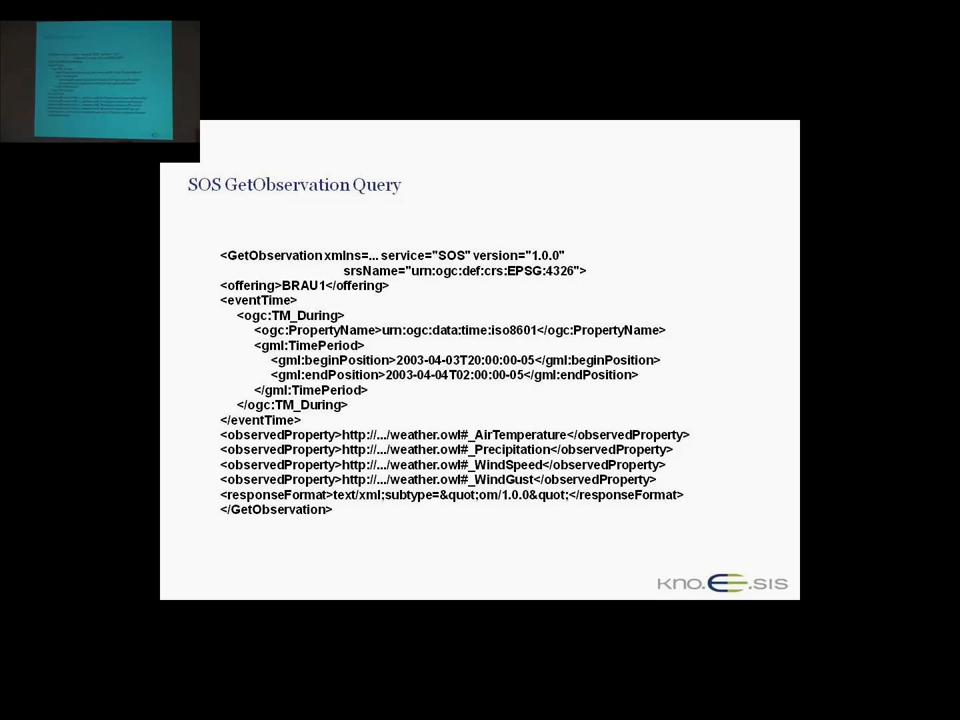 SOS GetObservation Query
<GetObservation xmlns=... service="SOS" version="1.0.0"
srsName="urn:ogc:def:crs:EPSG:4326">
<offering>BRAU1</offering>
<eventTime>
<ogc:TM_During>
<ogc:PropertyName>urn:ogc:data:time:iso8601</ogc:PropertyName>
<gml:TimePeriod>
<gml:beginPosition>2003-04-03T20:00:00-05</gml:beginPosition>
<gml:endPosition>2003-04-04T02:00:00-05</gml:endPosition>
</gml:TimePeriod>
</ogc:TM_During>
</eventTime>
<observedProperty>http://.../weather.owl#_AirTemperature</observedProperty>
<observedProperty>http://.../weather.owl#_Precipitation</observedProperty>
<observedProperty>http://.../weather.owl#_WindSpeed</observedProperty>
<observedProperty>http://.../weather.owl#_WindGust</observedProperty>
<responseFormat>text/xml;subtype=&quot;om/1.0.0&quot;</responseFormat>
</GetObservation>
kno.e.sis